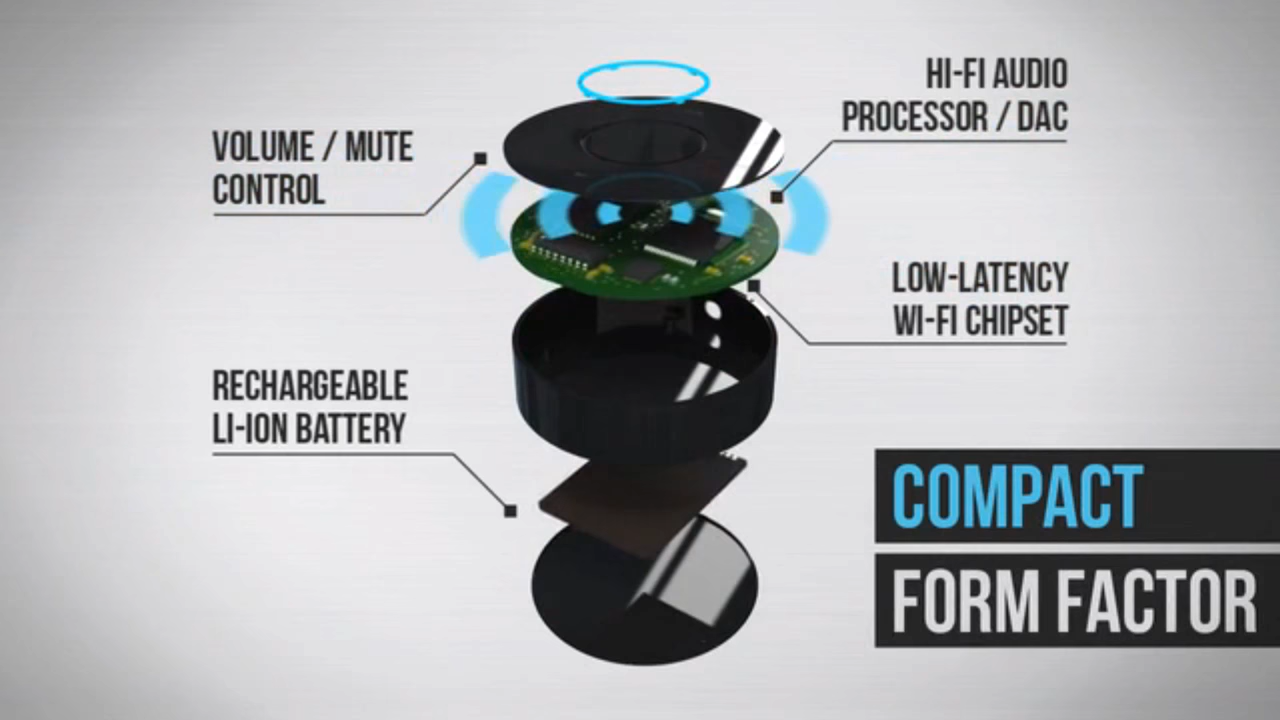 HI-FI AUDIO
PROCESSOR / DAC
VOLUME / MUTE
CONTROL
LOW-LATENCY
WI-FI CHIPSET
RECHARGEABLE
LI-ION BATTERY
COMPACT
FORM FACTOR